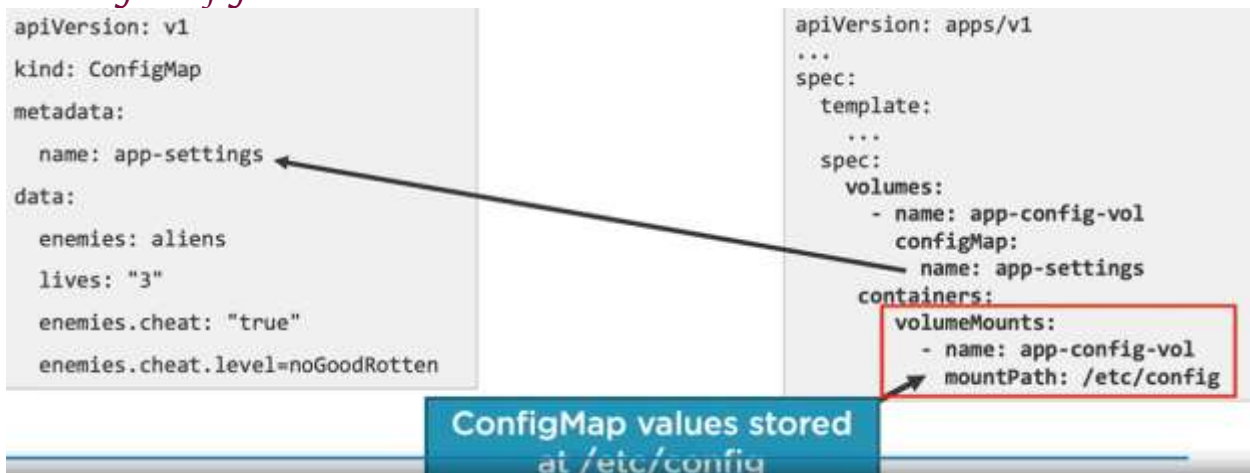 apiVersion: v1
kind: ConfigMap
metadata:
  name: app-settings
data:
  enemies: aliens
  lives: "3"
  enemies.cheat: "true"
  enemies.cheat.level=noGoodRotten
apiVersion: apps/v1
...
spec:
  template:
    ...
    spec:
      volumes:
        - name: app-config-vol
          configMap:
            name: app-settings
      containers:
        volumeMounts:
          - name: app-config-vol
            mountPath: /etc/config
ConfigMap values stored
at /etc/config